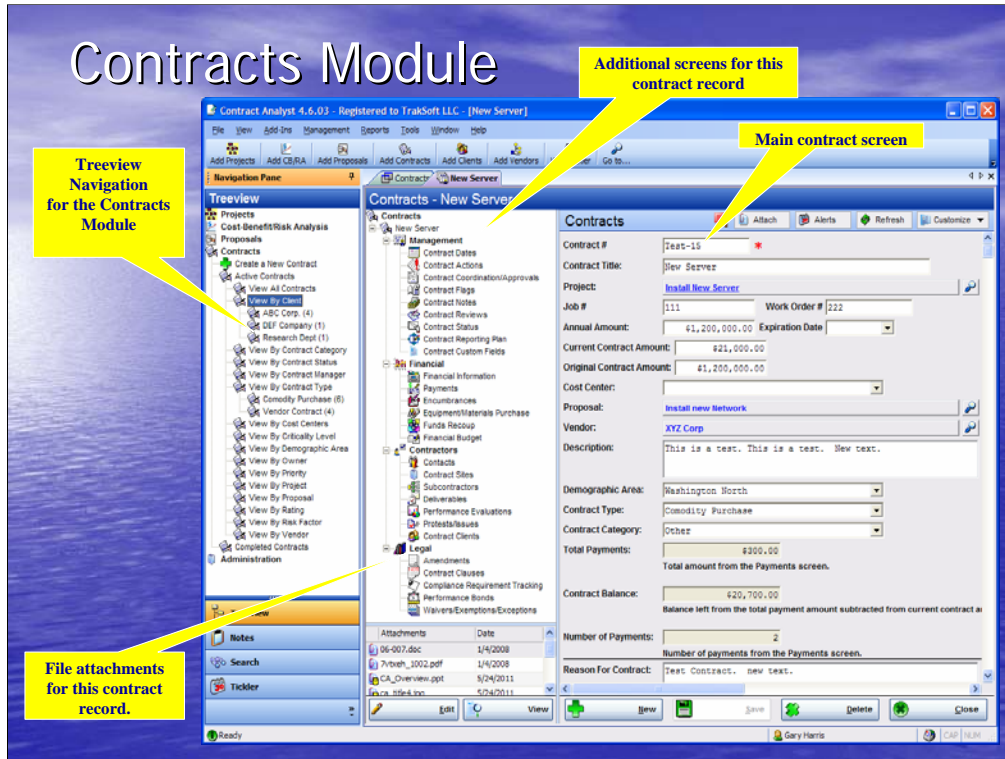 Contracts Module
Additional screens for this
contract record
Main contract screen
Treeview
Navigation
for the Contracts
Module
File attachments
for this contract
record.
Contract Analyst 4.6.03 - Registered to TrakSoft LLC - [New Server]
File View Add-Ins Management Reports Tools Window Help
Add Projects Add CB/RA Add Proposals Add Contracts Add Clients Add Vendors Go to...
Navigation Pane
Contracts New Server
Treeview
Projects
Cost-Benefit/Risk Analysis
Proposals
Contracts
Create a New Contract
Active Contracts
View All Contracts
View By Client
ABC Corp. (4)
DEF Company (1)
Research Dept (1)
View By Contract Category
View By Contract Status
View By Contract Manager
View By Contract Type
Comodity Purchase (6)
Vendor Contract (4)
View By Cost Centers
View By Criticality Level
View By Demographic Area
View By Owner
View By Priority
View By Project
View By Proposal
View By Rating
View By Risk Factor
View By Vendor
Completed Contracts
Administration
Notes
Search
Tickler
Contracts - New Server
Contracts
New Server
Management
Contract Dates
Contract Actions
Contract Coordination/Approvals
Contract Flags
Contract Notes
Contract Reviews
Contract Status
Contract Reporting Plan
Contract Custom Fields
Financial
Financial Information
Payments
Encumbrances
Equipment/Materials Purchase
Funds Recoup
Financial Budget
Contractors
Contacts
Contract Sites
Subcontractors
Deliverables
Performance Evaluations
Protests/Issues
Contract Clients
Legal
Amendments
Contract Clauses
Compliance Requirement Tracking
Performance Bonds
Waivers/Exemptions/Exceptions
Attachments Date
06-007.doc 1/4/2008
7vtxeh_1002.pdf 1/4/2008
CA_Overview.ppt 5/24/2011
ca_title4.jpg 5/24/2011
Edit View
Contracts Attach Alerts Refresh Customize
Contract # Test-15 *
Contract Title: New Server
Project: Install New Server
Job # 111 Work Order # 222
Annual Amount: $1,200,000.00 Expiration Date
Current Contract Amount: $21,000.00
Original Contract Amount: $1,200,000.00
Cost Center:
Proposal: Install new Network
Vendor: XYZ Corp
Description: This is a test. This is a test. New text.
Demographic Area: Washington North
Contract Type: Comodity Purchase
Contract Category: Other
Total Payments: $300.00
Total amount from the Payments screen.
Contract Balance: $20,700.00
Balance left from the total payment amount subtracted from current contract
Number of Payments: 2
Number of payments from the Payments screen.
Reason For Contract: Test Contract. new text.
New Save Delete Close
Ready Gary Harris CAP NUM